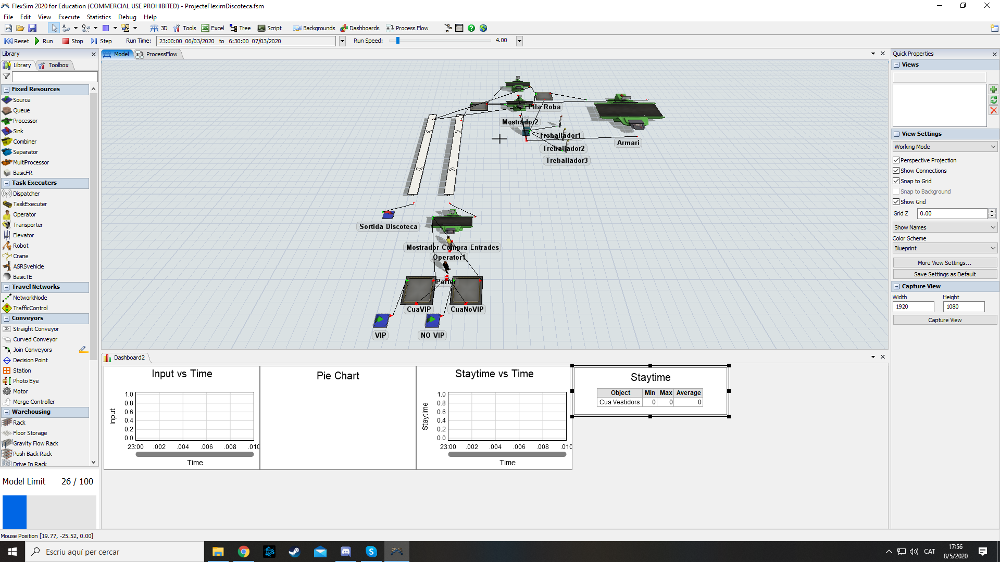 FlexSim 2020 for Education (COMMERCIAL USE PROHIBITED) - ProjecteFleximDiscoteca.fsm
File Edit View Execute Statistics Debug Help
3D Tools Excel Tree Script Backgrounds Dashboards Process Flow
Reset Run Stop Step Run Time: 23:00:00 06/03/2020 to 6:30:00 07/03/2020 Run Speed: 4.00
Library
Library Toolbox
Fixed Resources
Source
Queue
Processor
Sink
Combiner
Separator
MultiProcessor
BasicFR
Task Executers
Dispatcher
TaskExecuter
Operator
Transporter
Elevator
Robot
Crane
ASRSvehicle
BasicTE
Travel Networks
NetworkNode
TrafficControl
Conveyors
Straight Conveyor
Curved Conveyor
Join Conveyors
Decision Point
Station
Photo Eye
Motor
Merge Controller
Warehousing
Rack
Floor Storage
Gravity Flow Rack
Push Back Rack
Drive In Rack
Model Limit 26 / 100
Model ProcessFlow
Pila Roba
Mostrador2
Troballador1
Armari
Treballador2
Treballador3
Sortida Discoteca
Mostrador Compra Entrades
Operator1
Porter
CuaVIP CuaNoVIP
VIP NO VIP
Dashboard2
Input vs Time
Input
1.0
0.8
0.6
0.4
0.2
0.0
23:00 .002 .004 .006 .008 .010
Time
Pie Chart
Staytime vs Time
Staytime
1.0
0.8
0.6
0.4
0.2
0.0
23:00 .002 .004 .006 .008 .010
Time
Staytime
Object Min Max Average
Cua Vestidors 0 0 0
Quick Properties
Views
View Settings
Working Mode
Perspective Projection
Show Connections
Snap to Grid
Snap to Background
Show Grid
Grid Z 0.00
Show Names
Color Scheme
Blueprint
More View Settings...
Save Settings as Default
Capture View
Width Height
1920 1080
Capture View
Mouse Position [19.77, -25.52, 0.00]
Escriu aquí per cercar
CAT
17:56
8/5/2020